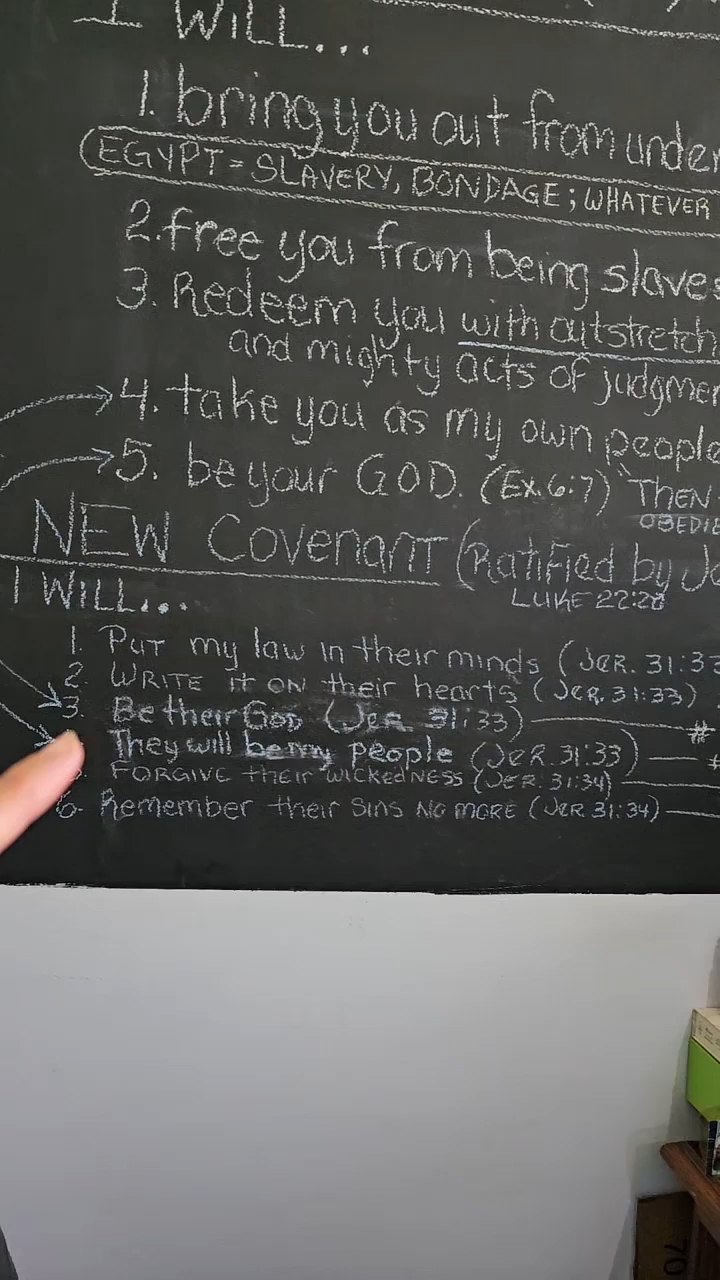 I WILL...
1. bring you out from under
EGYPT = SLAVERY, BONDAGE; WHATEVER
2. free you from being slaves
3. Redeem you with outstretch
and mighty acts of judgmen
4. take you as my own people
5. be your GOD. (Ex. 6:7) "THEN
OBEDIE
NEW COVENANT (Ratified by Je
LUKE 22:20
I WILL...
1. PUT my law in their minds (JER. 31:33
2. WRITE it ON their hearts (JER. 31:33)
3. Be their GOD (JER. 31:33)
They will be my people (JER. 31:33)
FORGIVE their WICKEDNESS (JER. 31:34)
6. Remember their SINS NO MORE (JER. 31:34)
70